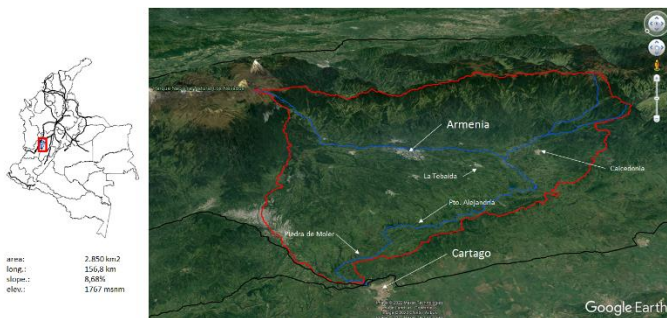 area: 2.850 km2
long.: 156,8 km
slope.: 8,68%
elev.: 1767 msnm
Armenia
La Tebaida
Caicedonia
Pto. Alejandría
Piedra de Moler
Cartago
Google Earth